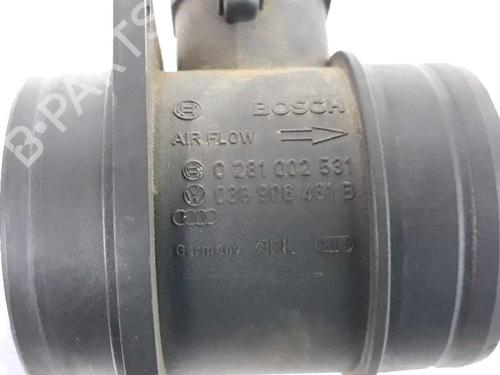 BOSCH
AIR FLOW
0 281 002 531
038 906 461 B
Germany
B-PARTS